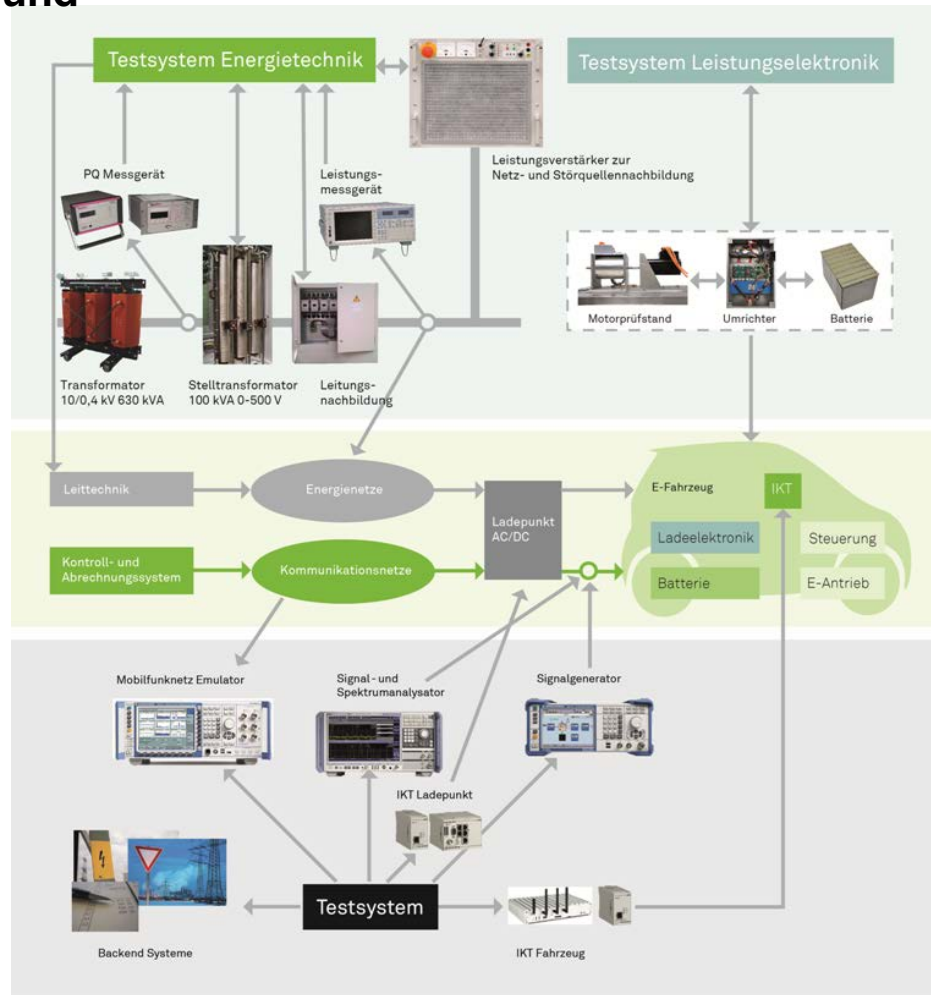 und
Testsystem Energietechnik
Testsystem Leistungselektronik
Leistungsverstärker zur
Netz- und Störquellennachbildung
PQ Messgerät
Leistungs-
messgerät
Motorprüfstand
Umrichter
Batterie
Transformator
10/0,4 kV 630 kVA
Stelltransformator
100 kVA 0-500 V
Leitungs-
nachbildung
Leittechnik
Energienetze
Ladepunkt
AC/DC
E-Fahrzeug
IKT
Ladeelektronik
Steuerung
Kontroll- und
Abrechnungssystem
Kommunikationsnetze
Batterie
E-Antrieb
Mobilfunknetz Emulator
Signal- und
Spektrumanalysator
Signalgenerator
IKT Ladepunkt
Testsystem
Backend Systeme
IKT Fahrzeug